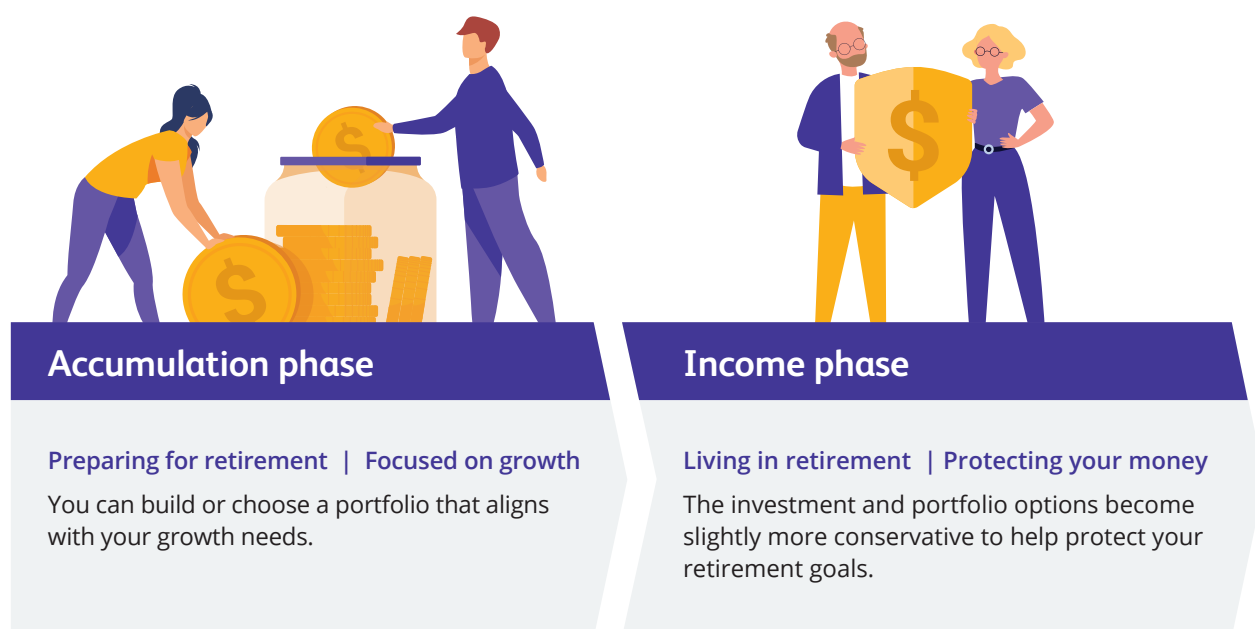 $
$
$
Accumulation phase
Preparing for retirement | Focused on growth
You can build or choose a portfolio that aligns
with your growth needs.
Income phase
Living in retirement | Protecting your money
The investment and portfolio options become
slightly more conservative to help protect your
retirement goals.